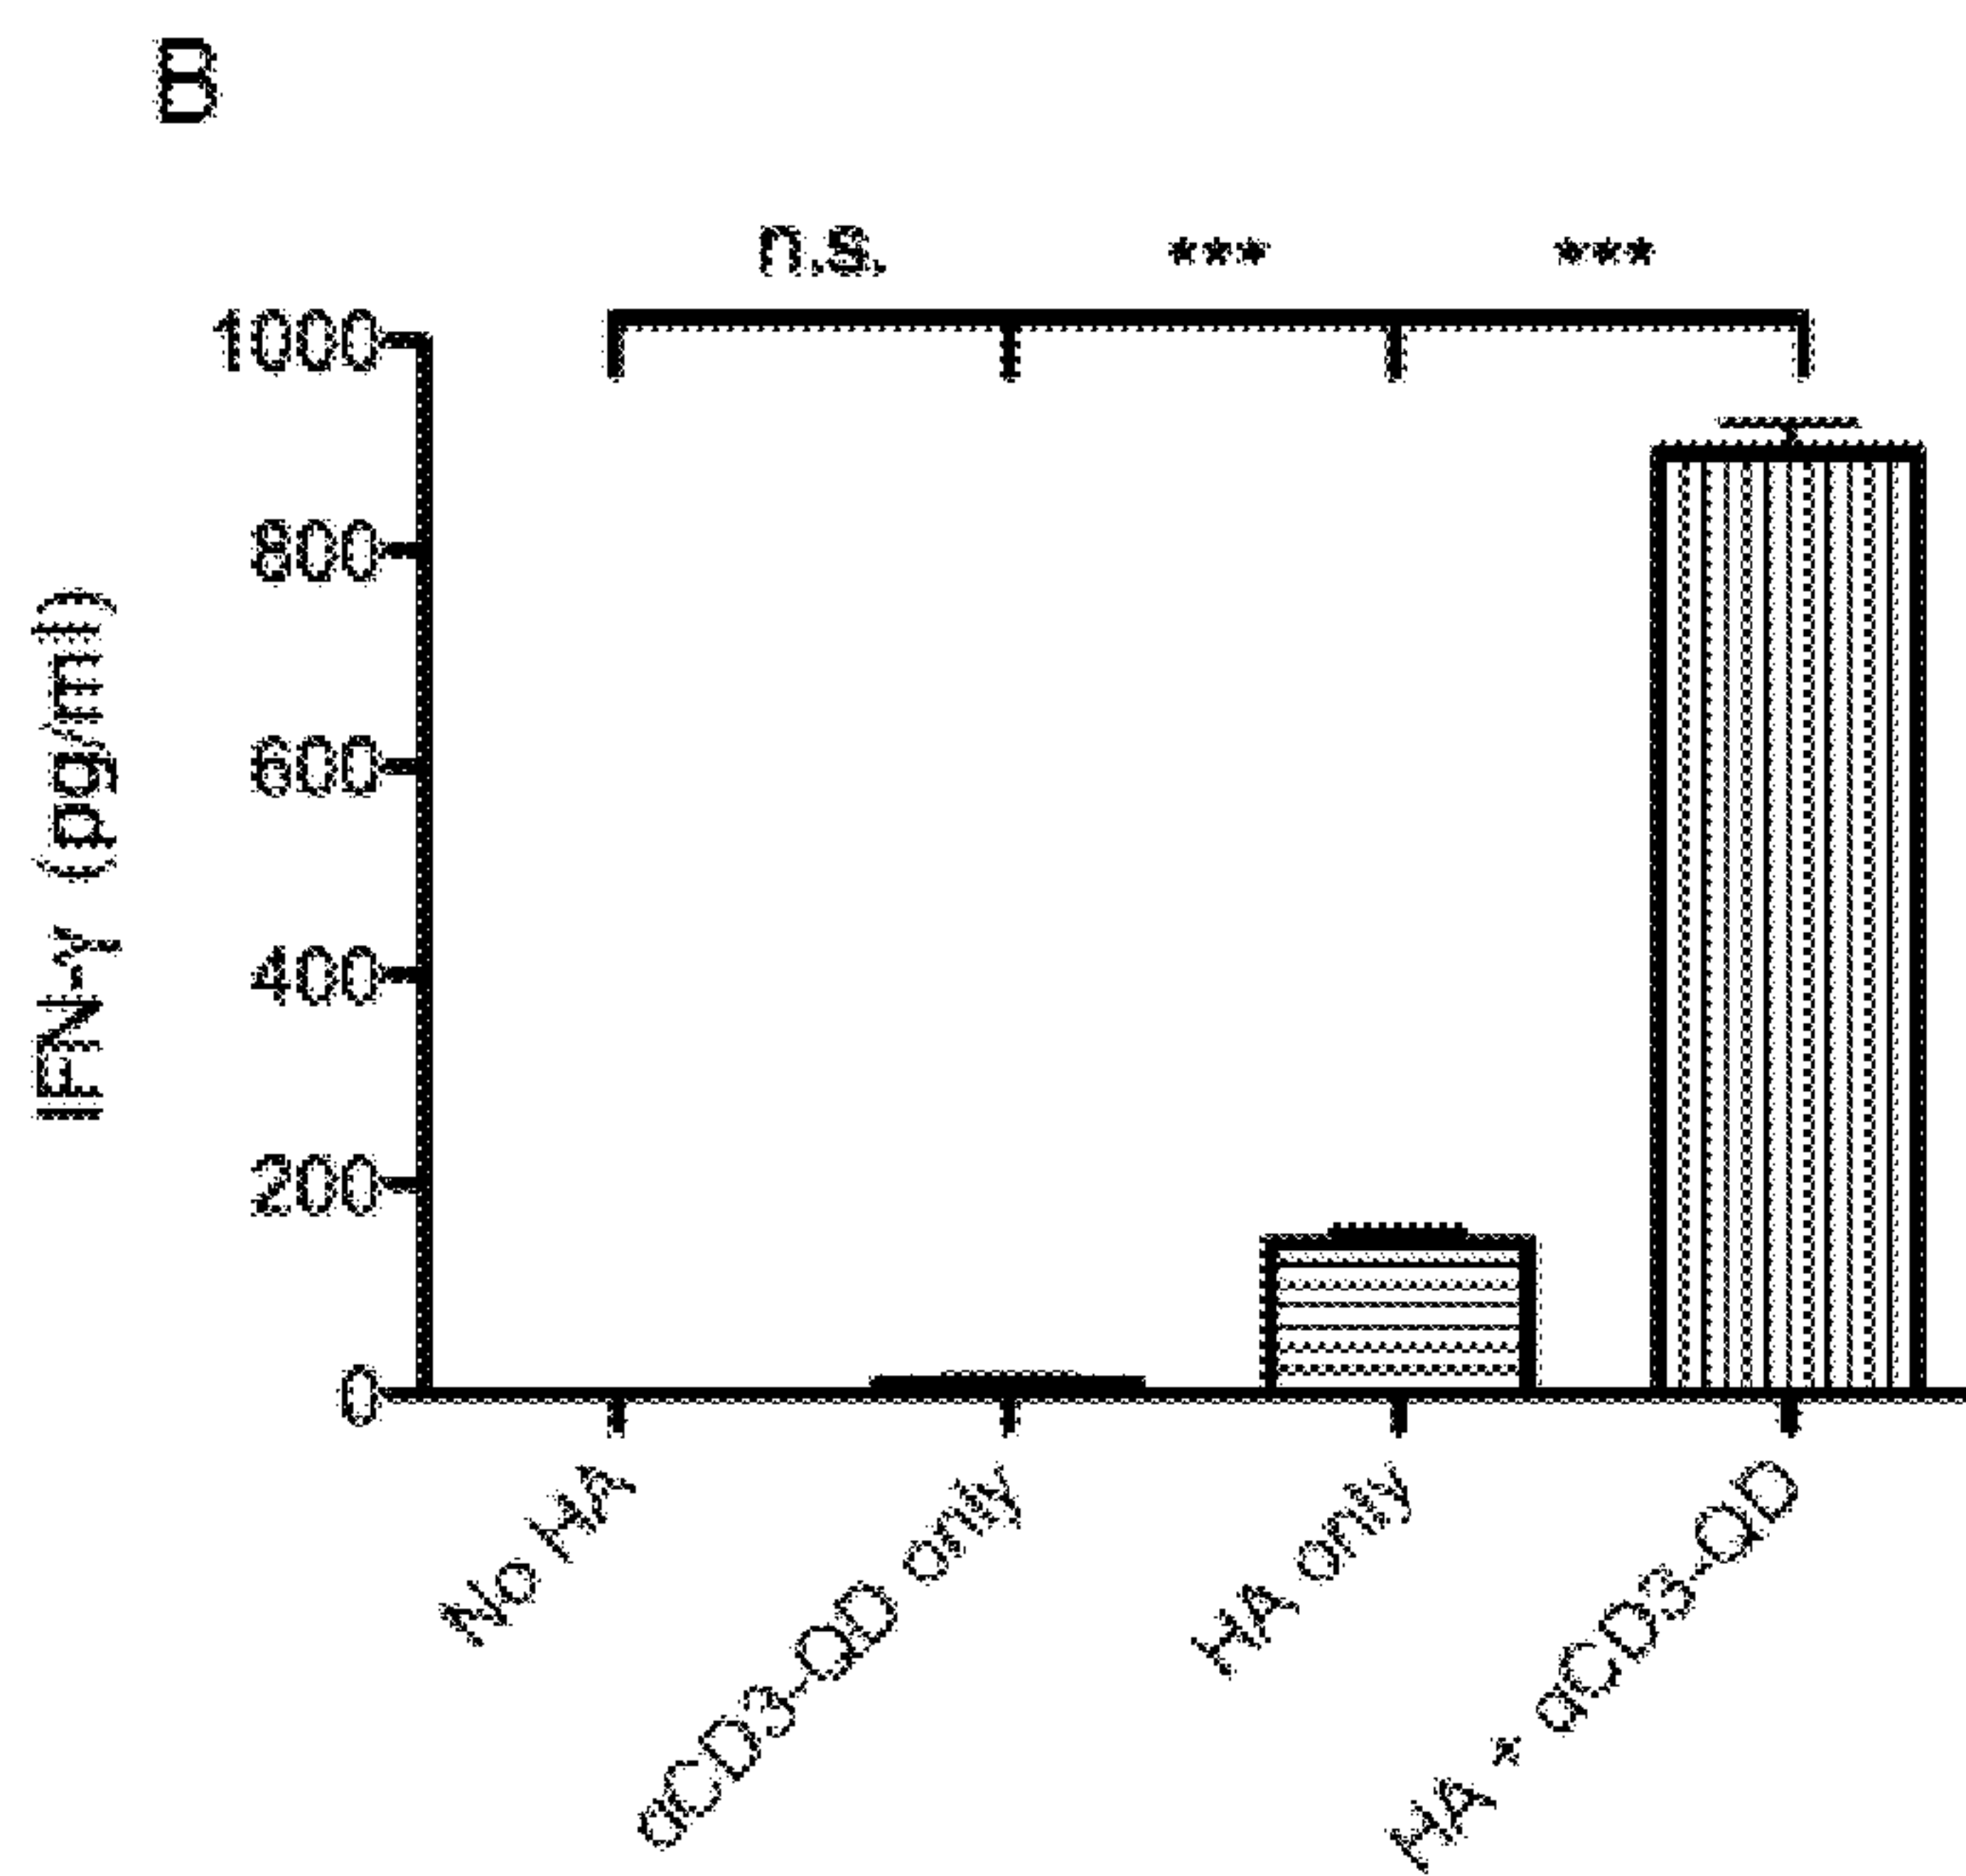 B
n.s.
***
***
1000
800
600
400
200
0
IFN-γ (pg/ml)
No HA
αCD3-QD only
HA only
HA + αCD3-QD